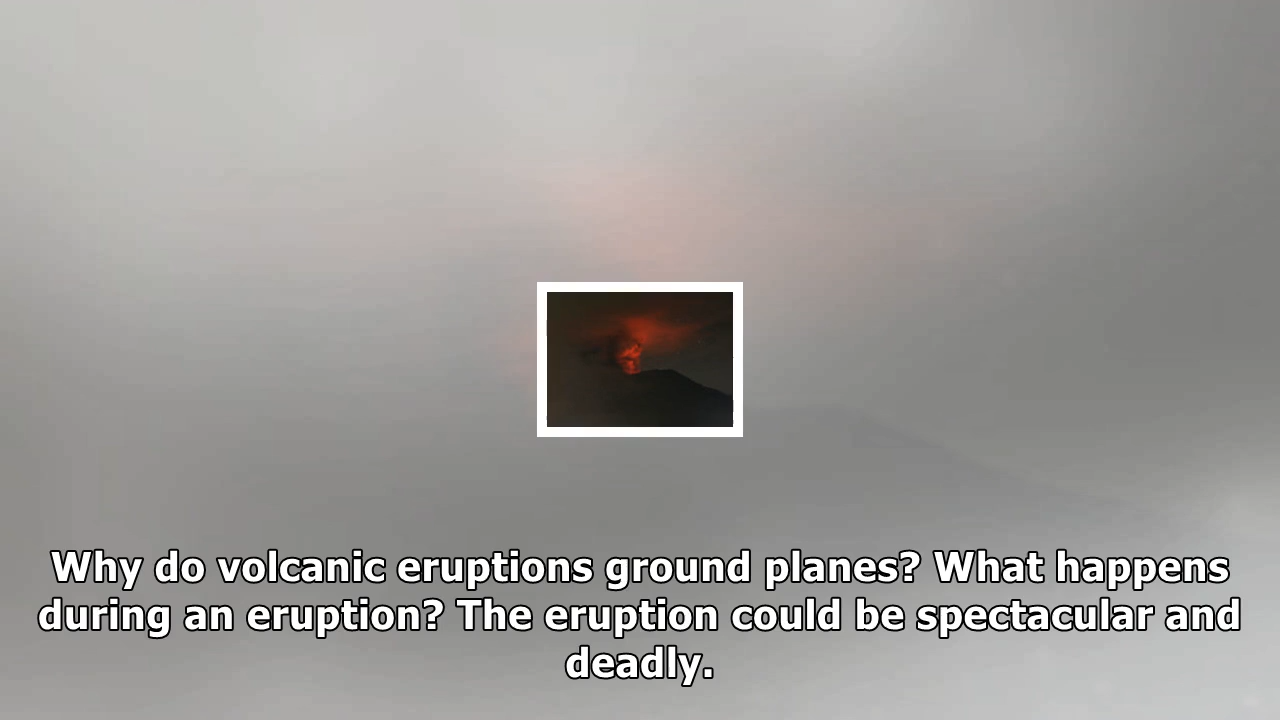 Why do volcanic eruptions ground planes? What happens
during an eruption? The eruption could be spectacular and
deadly.